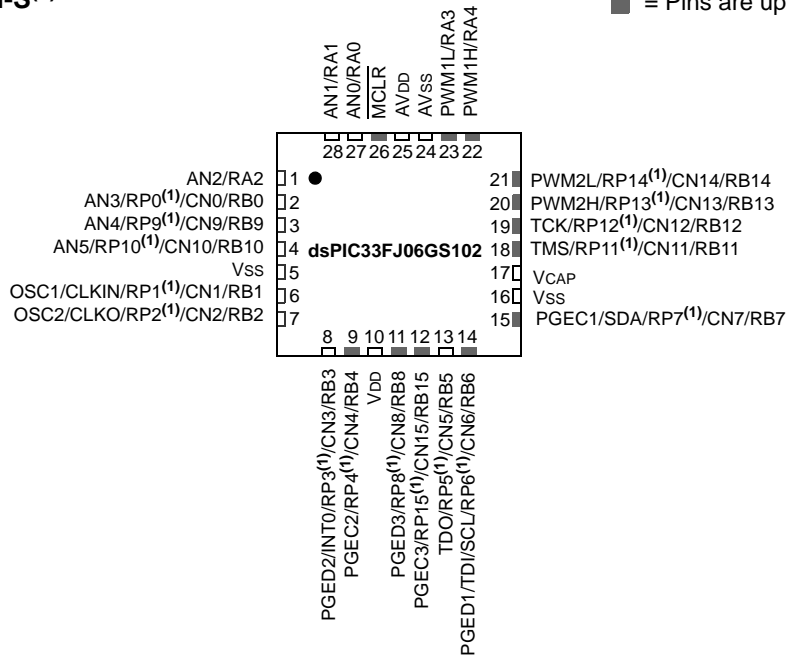 = Pins are up
AN1/RA1
AN0/RA0
MCLR
AVDD
AVSS
PWM1L/RA3
PWM1H/RA4
28 27 26 25 24 23 22
AN2/RA2 1
AN3/RP0(1)/CN0/RB0 2
AN4/RP9(1)/CN9/RB9 3
AN5/RP10(1)/CN10/RB10 4
VSS 5
OSC1/CLKIN/RP1(1)/CN1/RB1 6
OSC2/CLKO/RP2(1)/CN2/RB2 7
dsPIC33FJ06GS102
21 PWM2L/RP14(1)/CN14/RB14
20 PWM2H/RP13(1)/CN13/RB13
19 TCK/RP12(1)/CN12/RB12
18 TMS/RP11(1)/CN11/RB11
17 VCAP
16 VSS
15 PGEC1/SDA/RP7(1)/CN7/RB7
8 9 10 11 12 13 14
PGED2/INT0/RP3(1)/CN3/RB3
PGEC2/RP4(1)/CN4/RB4
VDD
PGED3/RP8(1)/CN8/RB8
PGEC3/RP15(1)/CN15/RB15
TDO/RP5(1)/CN5/RB5
PGED1/TDI/SCL/RP6(1)/CN6/RB6